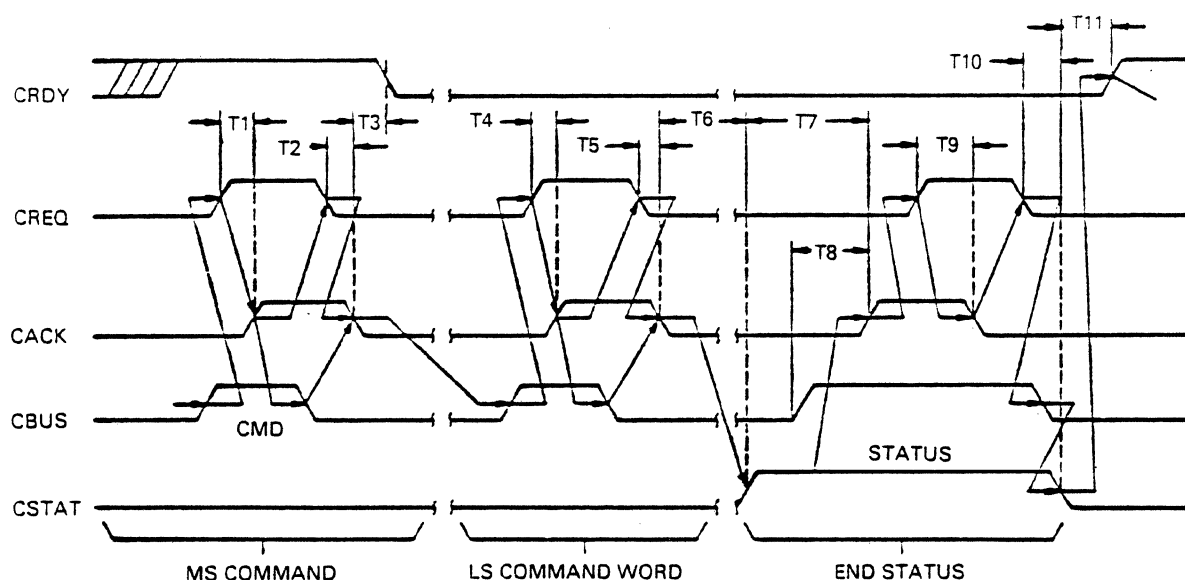 T11
T10
CRDY
T1
T3
T4
T6
T7
T2
T5
T9
CREQ
T8
CACK
CBUS
CMD
STATUS
CSTAT
MS COMMAND
LS COMMAND WORD
END STATUS